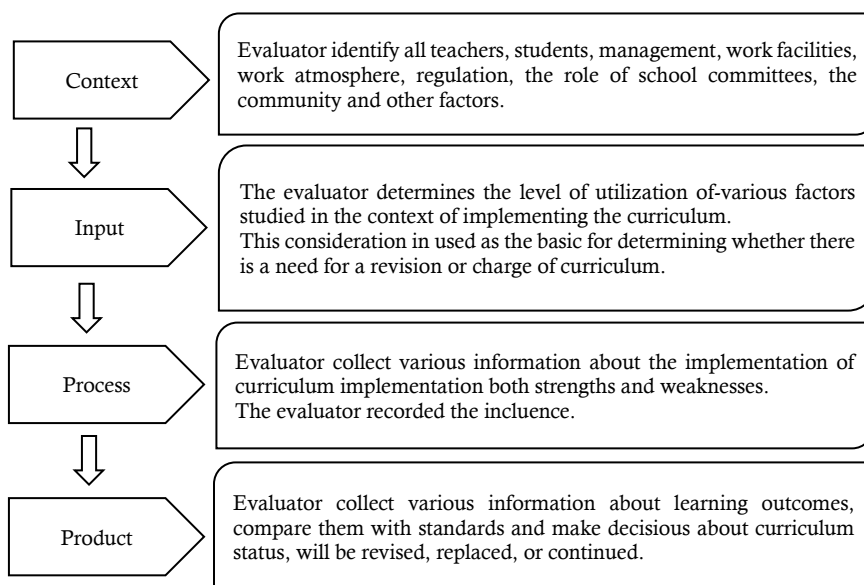 Context
Evaluator identify all teachers, students, management, work facilities,
work atmosphere, regulation, the role of school committees, the
community and other factors.
Input
The evaluator determines the level of utilization of-various factors
studied in the context of implementing the curriculum.
This consideration in used as the basic for determining whether there
is a need for a revision or charge of curriculum.
Process
Evaluator collect various information about the implementation of
curriculum implementation both strengths and weaknesses.
The evaluator recorded the incluence.
Product
Evaluator collect various information about learning outcomes,
compare them with standards and make decisious about curriculum
status, will be revised, replaced, or continued.